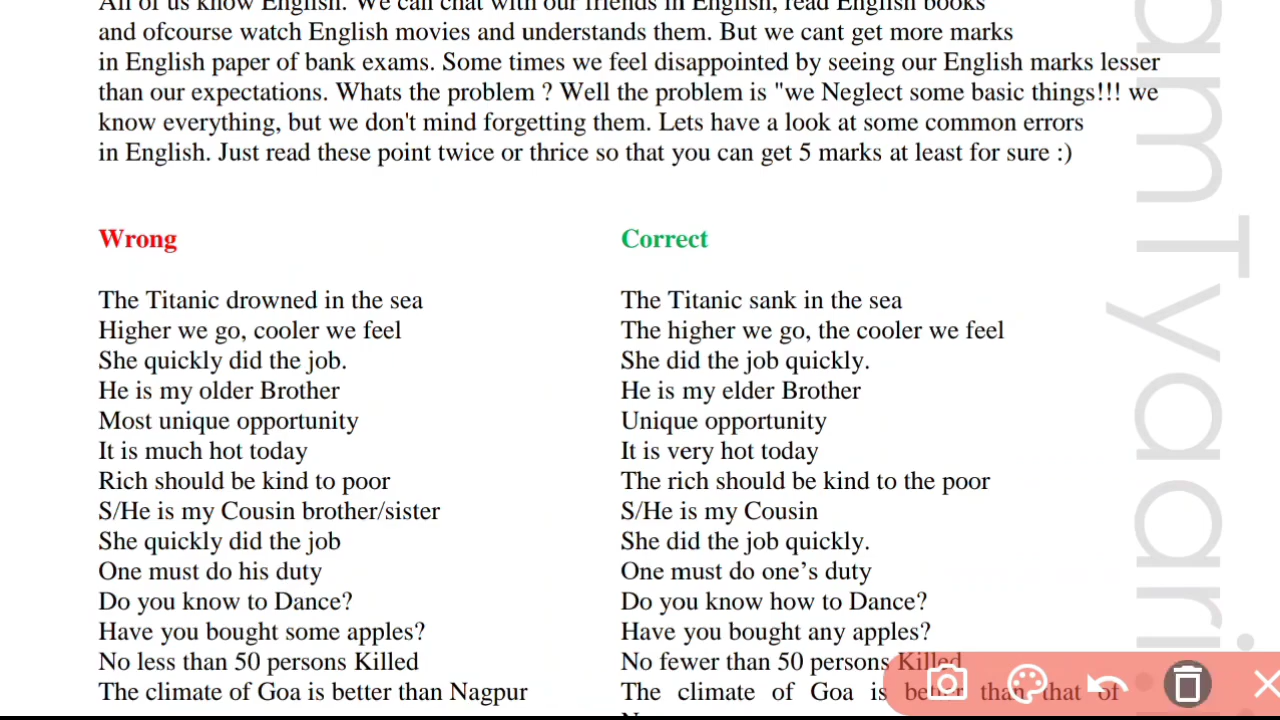 All of us know English. We can chat with our friends in English, read English books
and ofcourse watch English movies and understands them. But we cant get more marks
in English paper of bank exams. Some times we feel disappointed by seeing our English marks lesser
than our expectations. Whats the problem ? Well the problem is "we Neglect some basic things!!! we
know everything, but we don't mind forgetting them. Lets have a look at some common errors
in English. Just read these point twice or thrice so that you can get 5 marks at least for sure :)
Wrong Correct
The Titanic drowned in the sea The Titanic sank in the sea
Higher we go, cooler we feel The higher we go, the cooler we feel
She quickly did the job. She did the job quickly.
He is my older Brother He is my elder Brother
Most unique opportunity Unique opportunity
It is much hot today It is very hot today
Rich should be kind to poor The rich should be kind to the poor
S/He is my Cousin brother/sister S/He is my Cousin
She quickly did the job She did the job quickly.
One must do his duty One must do one’s duty
Do you know to Dance? Do you know how to Dance?
Have you bought some apples? Have you bought any apples?
No less than 50 persons Killed No fewer than 50 persons Killed
The climate of Goa is better than Nagpur The climate of Goa is better than that of
amTyaari